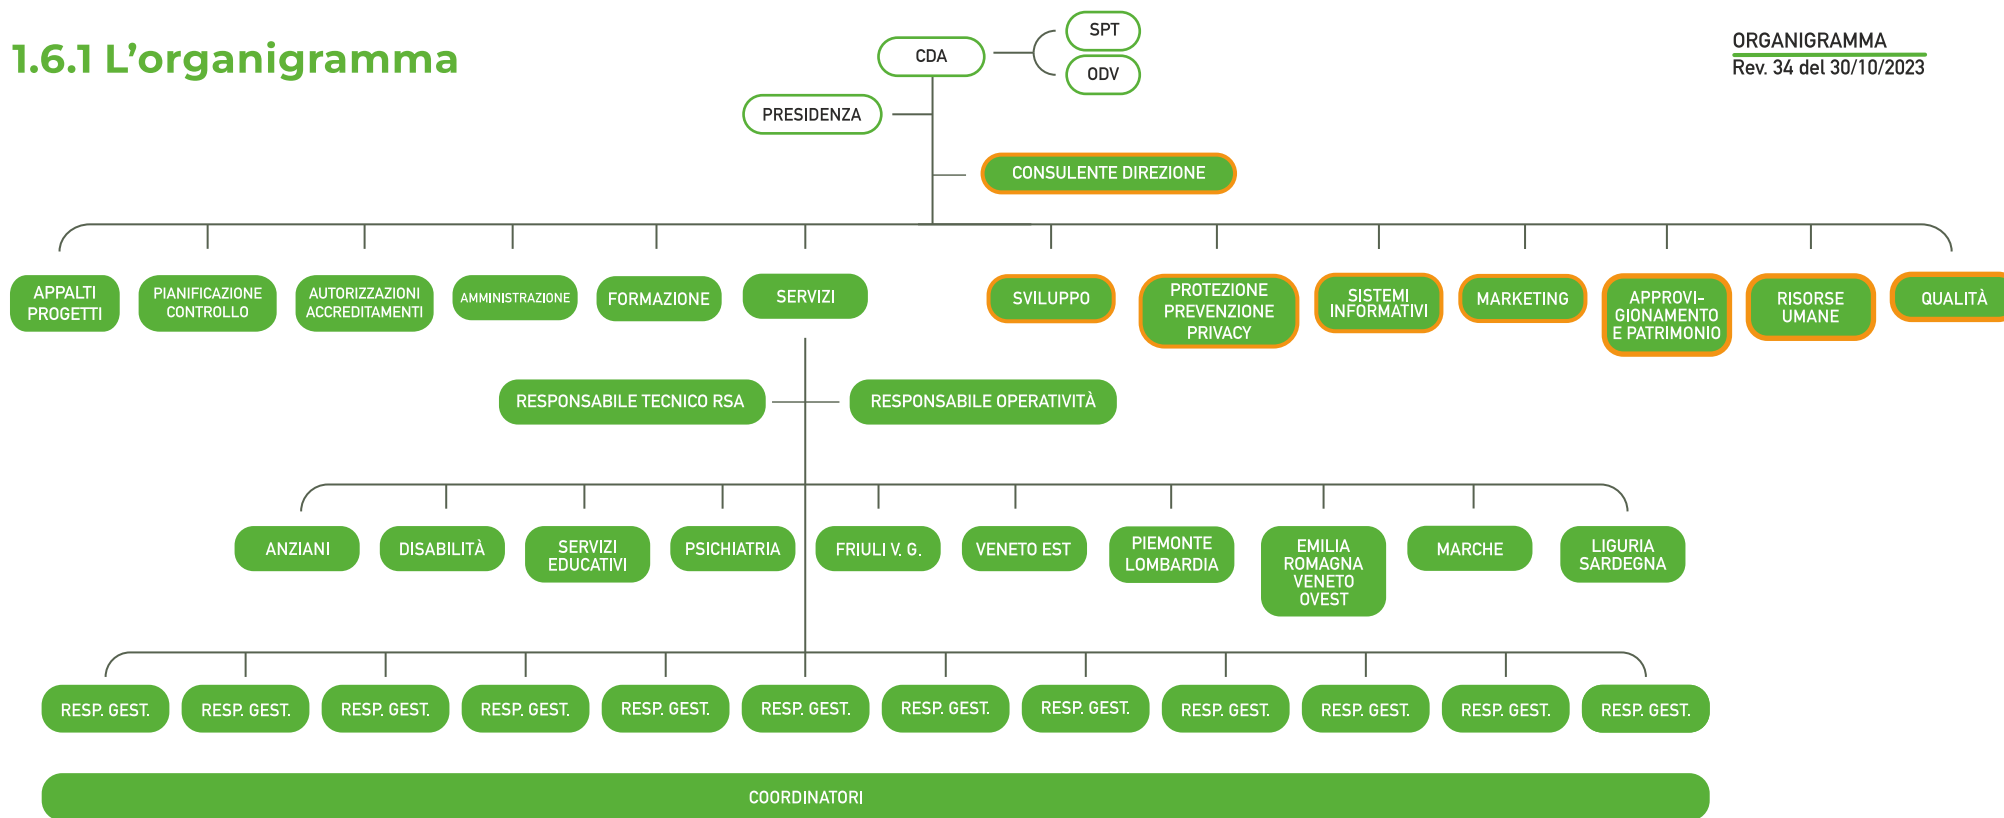 1.6.1 L'organigramma
CDA
SPT
ODV
ORGANIGRAMMA
Rev. 34 del 30/10/2023
PRESIDENZA
CONSULENTE DIREZIONE
APPALTI
PROGETTI
PIANIFICAZIONE
CONTROLLO
AUTORIZZAZIONI
ACCREDITAMENTI
AMMINISTRAZIONE
FORMAZIONE
SERVIZI
SVILUPPO
PROTEZIONE
PREVENZIONE
PRIVACY
SISTEMI
INFORMATIVI
MARKETING
APPROVI-
GIONAMENTO
E PATRIMONIO
RISORSE
UMANE
QUALITÀ
RESPONSABILE TECNICO RSA
RESPONSABILE OPERATIVITÀ
ANZIANI
DISABILITÀ
SERVIZI
EDUCATIVI
PSICHIATRIA
FRIULI V. G.
VENETO EST
PIEMONTE
LOMBARDIA
EMILIA
ROMAGNA
VENETO
OVEST
MARCHE
LIGURIA
SARDEGNA
RESP. GEST.
RESP. GEST.
RESP. GEST.
RESP. GEST.
RESP. GEST.
RESP. GEST.
RESP. GEST.
RESP. GEST.
RESP. GEST.
RESP. GEST.
RESP. GEST.
RESP. GEST.
COORDINATORI